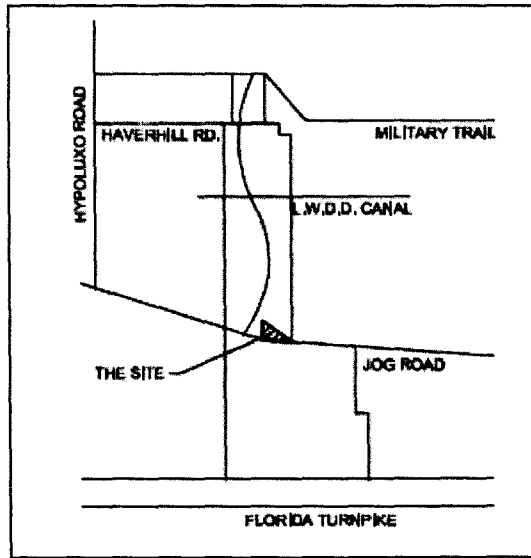 HYPOLUXO ROAD
HAVERHILL RD.
MILITARY TRAIL
L.W.D.D. CANAL
THE SITE
JOG ROAD
FLORIDA TURNPIKE